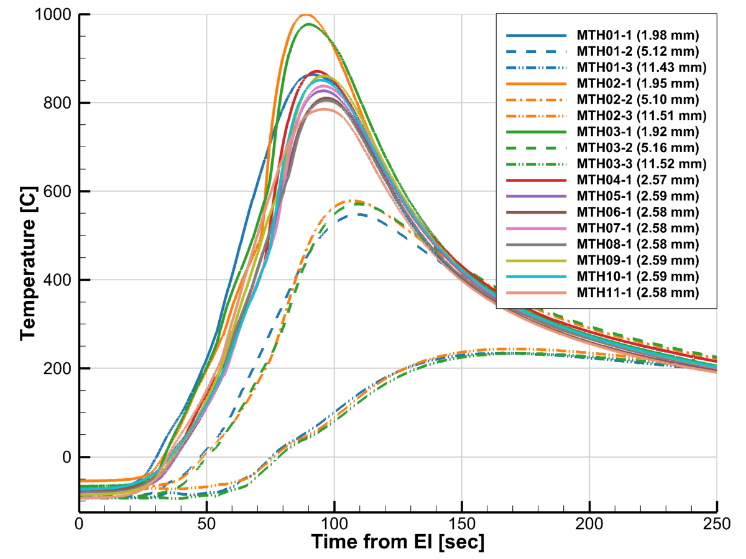 1000
800
600
400
200
0
Temperature [C]
0
50
100
150
200
250
Time from EI [sec]
MTH01-1 (1.98 mm)
MTH01-2 (5.12 mm)
MTH01-3 (11.43 mm)
MTH02-1 (1.95 mm)
MTH02-2 (5.10 mm)
MTH02-3 (11.51 mm)
MTH03-1 (1.92 mm)
MTH03-2 (5.16 mm)
MTH03-3 (11.52 mm)
MTH04-1 (2.57 mm)
MTH05-1 (2.59 mm)
MTH06-1 (2.58 mm)
MTH07-1 (2.58 mm)
MTH08-1 (2.58 mm)
MTH09-1 (2.59 mm)
MTH10-1 (2.59 mm)
MTH11-1 (2.58 mm)